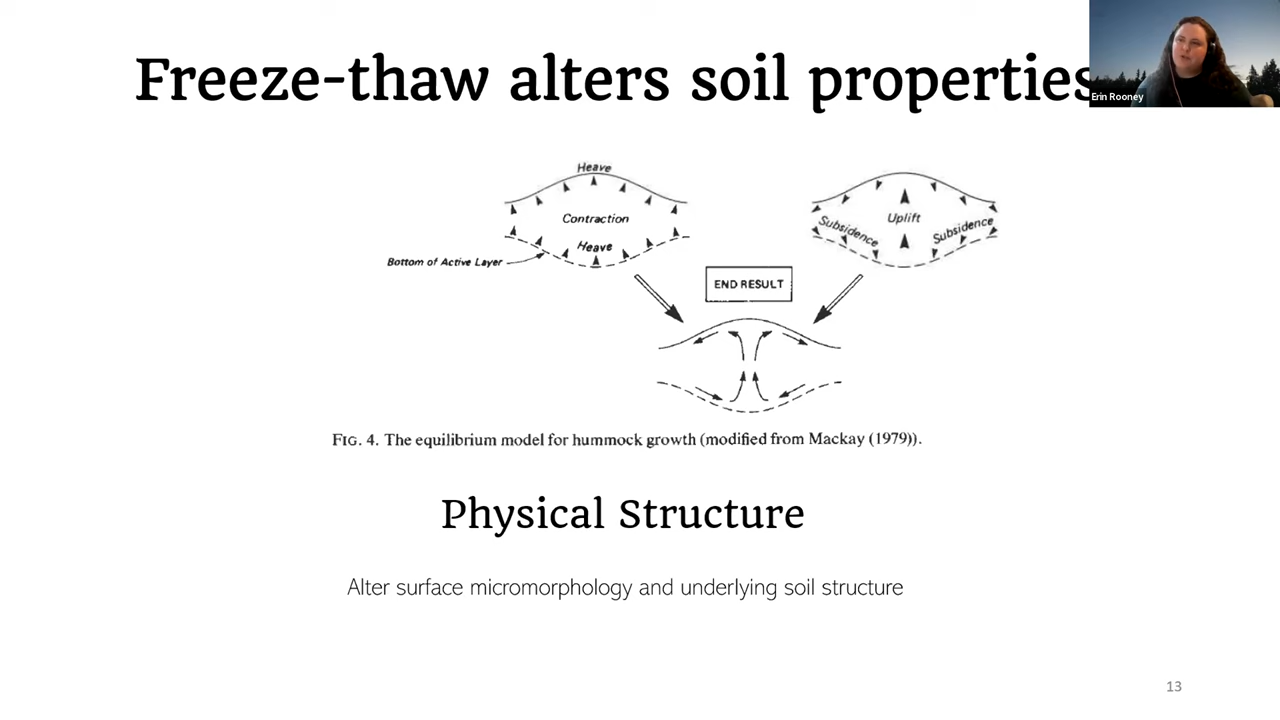 Freeze-thaw alters soil properties
Erin Rooney
Heave
Contraction
Heave
Bottom of Active Layer
Subsidence
Uplift
Subsidence
END RESULT
FIG. 4. The equilibrium model for hummock growth (modified from Mackay (1979)).
Physical Structure
Alter surface micromorphology and underlying soil structure
13